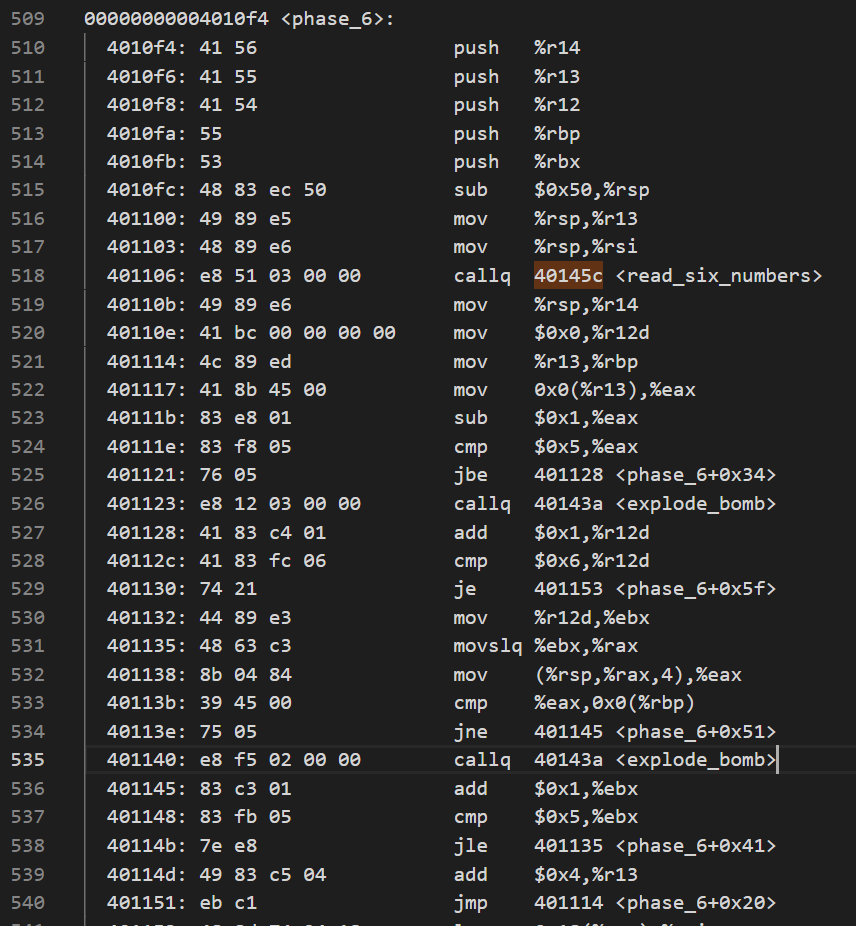 509 00000000004010f4 <phase_6>:
510 4010f4: 41 56 push %r14
511 4010f6: 41 55 push %r13
512 4010f8: 41 54 push %r12
513 4010fa: 55 push %rbp
514 4010fb: 53 push %rbx
515 4010fc: 48 83 ec 50 sub $0x50,%rsp
516 401100: 49 89 e5 mov %rsp,%r13
517 401103: 48 89 e6 mov %rsp,%rsi
518 401106: e8 51 03 00 00 callq 40145c <read_six_numbers>
519 40110b: 49 89 e6 mov %rsp,%r14
520 40110e: 41 bc 00 00 00 00 mov $0x0,%r12d
521 401114: 4c 89 ed mov %r13,%rbp
522 401117: 41 8b 45 00 mov 0x0(%r13),%eax
523 40111b: 83 e8 01 sub $0x1,%eax
524 40111e: 83 f8 05 cmp $0x5,%eax
525 401121: 76 05 jbe 401128 <phase_6+0x34>
526 401123: e8 12 03 00 00 callq 40143a <explode_bomb>
527 401128: 41 83 c4 01 add $0x1,%r12d
528 40112c: 41 83 fc 06 cmp $0x6,%r12d
529 401130: 74 21 je 401153 <phase_6+0x5f>
530 401132: 44 89 e3 mov %r12d,%ebx
531 401135: 48 63 c3 movslq %ebx,%rax
532 401138: 8b 04 84 mov (%rsp,%rax,4),%eax
533 40113b: 39 45 00 cmp %eax,0x0(%rbp)
534 40113e: 75 05 jne 401145 <phase_6+0x51>
535 401140: e8 f5 02 00 00 callq 40143a <explode_bomb>
536 401145: 83 c3 01 add $0x1,%ebx
537 401148: 83 fb 05 cmp $0x5,%ebx
538 40114b: 7e e8 jle 401135 <phase_6+0x41>
539 40114d: 49 83 c5 04 add $0x4,%r13
540 401151: eb c1 jmp 401114 <phase_6+0x20>